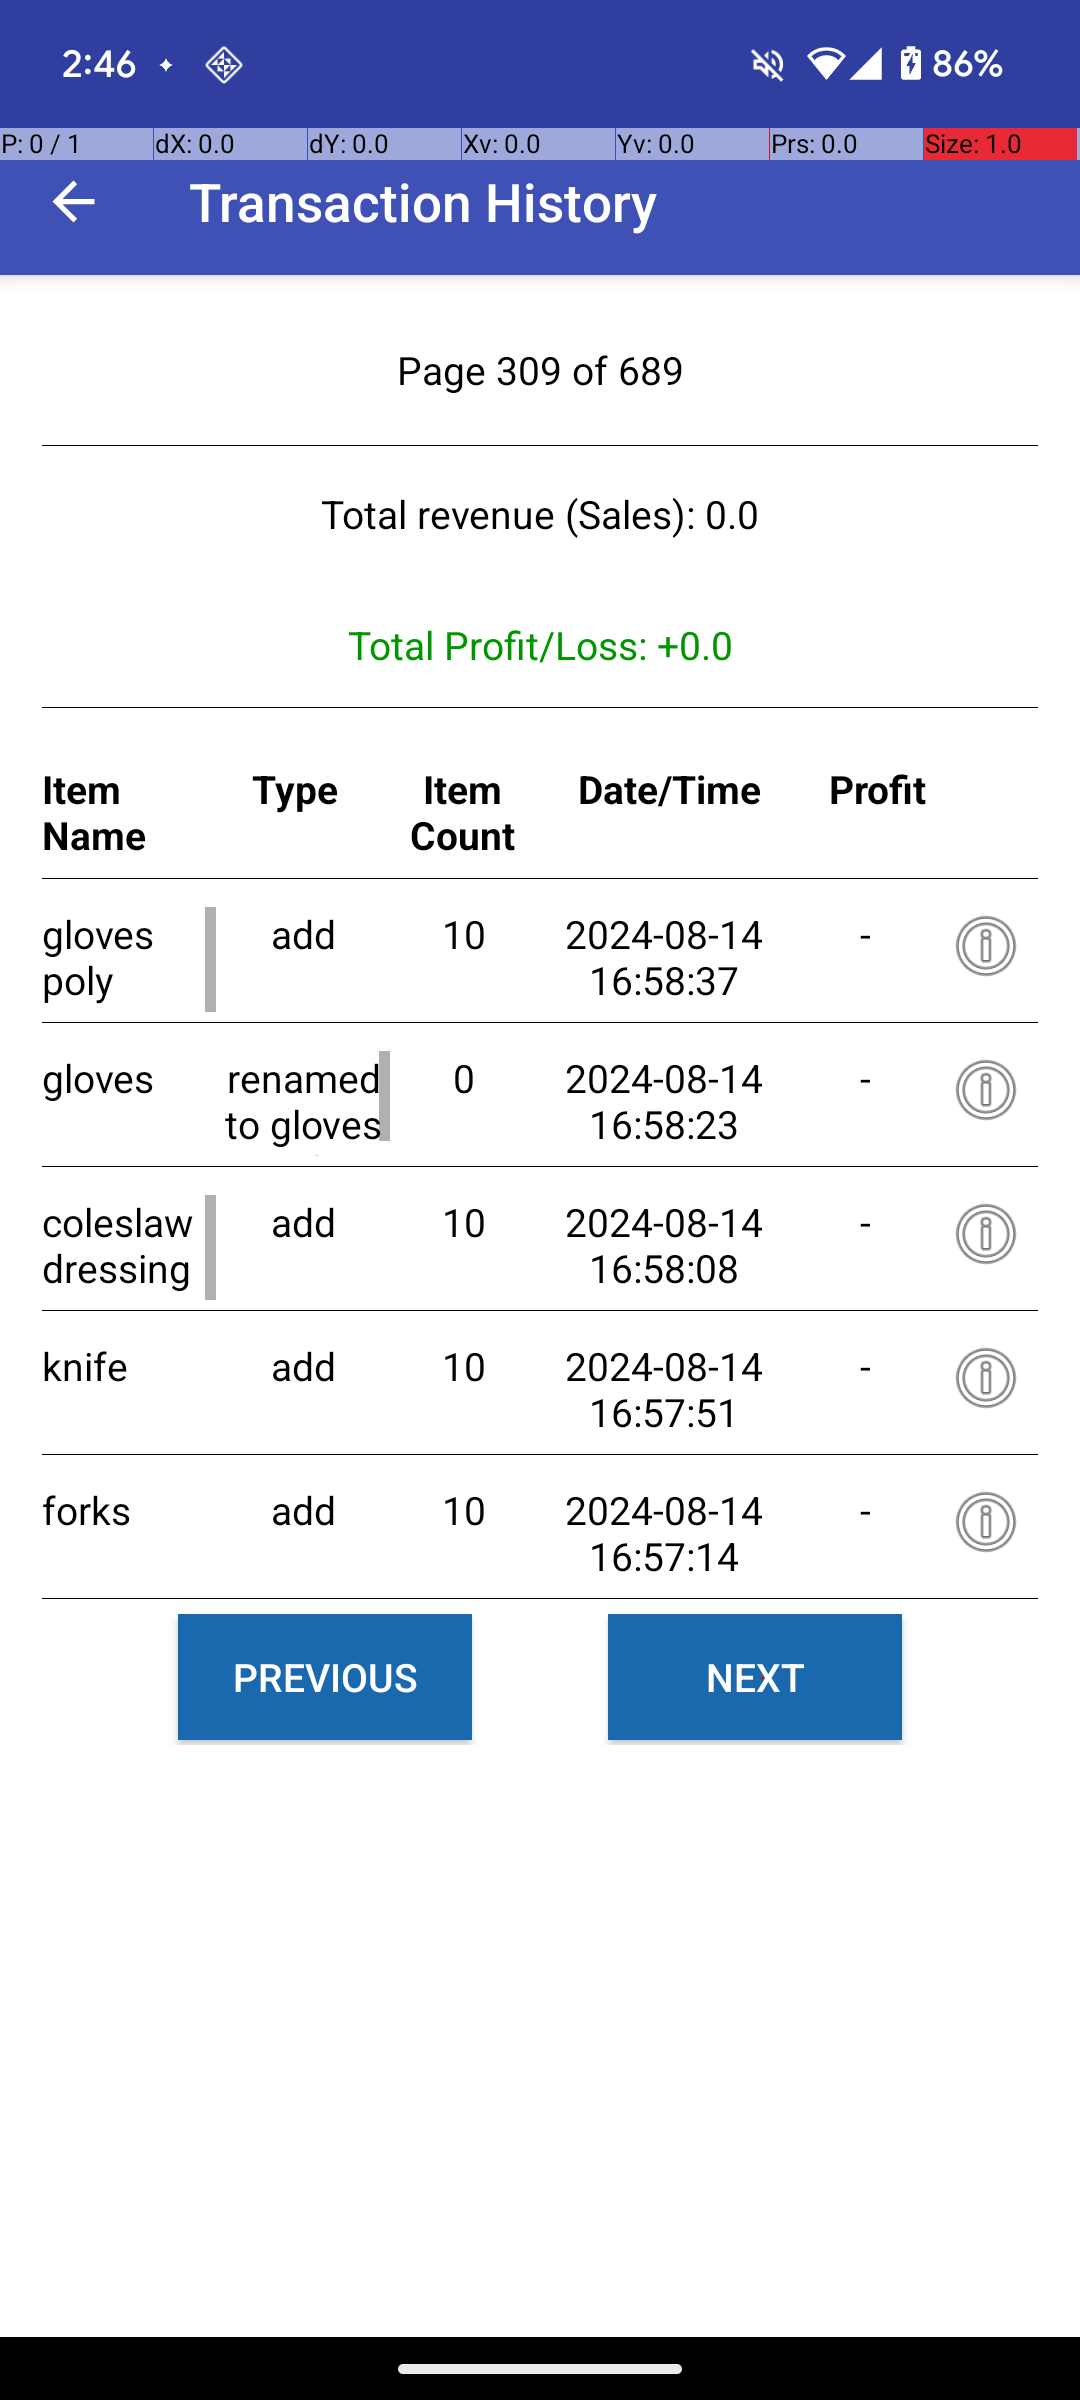 2:46
86%
P: 0 / 1 dX: 0.0 dY: 0.0 Xv: 0.0 Yv: 0.0 Prs: 0.0 Size: 1.0
Transaction History
Page 309 of 689
Total revenue (Sales): 0.0
Total Profit/Loss: +0.0
Item Name Type Item Count Date/Time Profit
gloves poly add 10 2024-08-14 16:58:37 -
gloves renamed to gloves 0 2024-08-14 16:58:23 -
coleslaw dressing add 10 2024-08-14 16:58:08 -
knife add 10 2024-08-14 16:57:51 -
forks add 10 2024-08-14 16:57:14 -
PREVIOUS NEXT